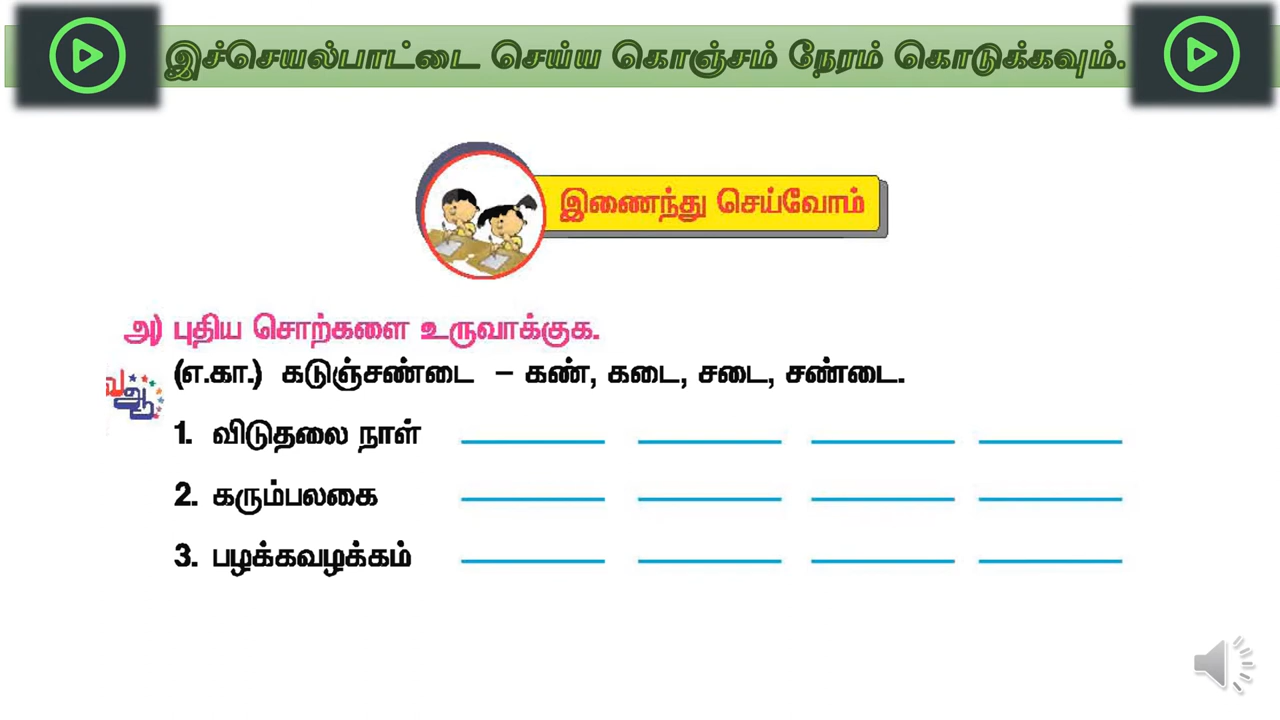 இச்செயல்பாட்டை செய்ய கொஞ்சம் நேரம் கொடுக்கவும்.
இணைந்து செய்வோம்
அ) புதிய சொற்களை உருவாக்குக.
(எ.கா.) கடுஞ்சண்டை – கண், கடை, சடை, சண்டை.
1. விடுதலை நாள்
2. கரும்பலகை
3. பழக்கவழக்கம்